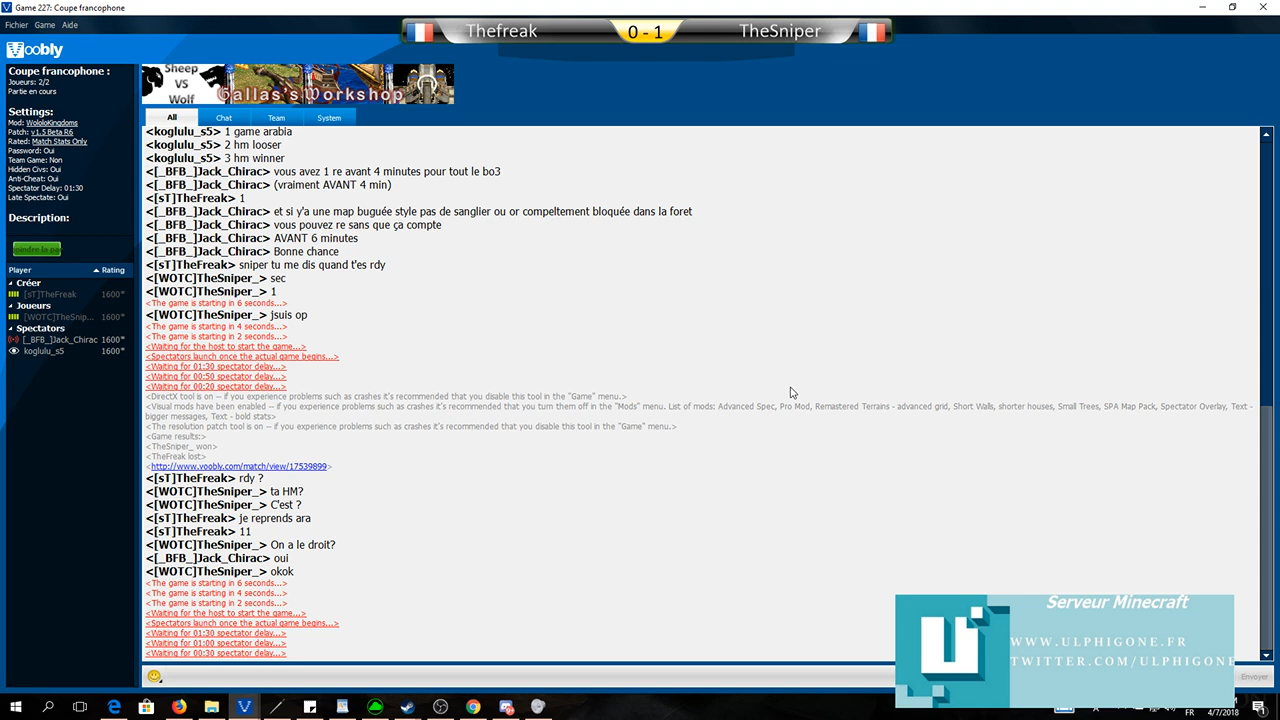 Game 227: Coupe francophone
Fichier Game Aide
Thefreak 0 - 1 TheSniper
Voobly
Coupe francophone :
Joueurs: 2/2
Partie en cours
Settings:
Mod: WololoKingdoms
Patch: v1.5 Beta R6
Rated: Match Stats Only
Password: Oui
Team Game: Non
Hidden Civs: Oui
Anti-Cheat: Oui
Spectator Delay: 01:30
Late Spectate: Oui
Description:
Player Rating
Créer
[sT]TheFreak 1600*
Joueurs
[WOTC]TheSnip... 1600*
Spectators
[_BFB_]Jack_Chirac 1600*
koglulu_s5 1600*
Sheep
VS
Wolf
Gallas's Workshop
All Chat Team System
<koglulu_s5> 1 game arabia
<koglulu_s5> 2 hm looser
<koglulu_s5> 3 hm winner
<[_BFB_]Jack_Chirac> vous avez 1 re avant 4 minutes pour tout le bo3
<[_BFB_]Jack_Chirac> (vraiment AVANT 4 min)
<[sT]TheFreak> 1
<[_BFB_]Jack_Chirac> et si y'a une map buguée style pas de sanglier ou or compeltement bloquée dans la foret
<[_BFB_]Jack_Chirac> vous pouvez re sans que ça compte
<[_BFB_]Jack_Chirac> AVANT 6 minutes
<[_BFB_]Jack_Chirac> Bonne chance
<[sT]TheFreak> sniper tu me dis quand t'es rdy
<[WOTC]TheSniper_> sec
<[WOTC]TheSniper_> 1
<The game is starting in 6 seconds...>
<[WOTC]TheSniper_> jsuis op
<The game is starting in 4 seconds...>
<The game is starting in 2 seconds...>
<Waiting for the host to start the game...>
<Spectators launch once the actual game begins...>
<Waiting for 01:30 spectator delay...>
<Waiting for 00:50 spectator delay...>
<Waiting for 00:20 spectator delay...>
<DirectX tool is on -- if you experience problems such as crashes it's recommended that you disable this tool in the "Game" menu.>
<Visual mods have been enabled -- if you experience problems such as crashes it's recommended that you turn them off in the "Mods" menu. List of mods: Advanced Spec, Pro Mod, Remastered Terrains - advanced grid, Short Walls, shorter houses, Small Trees, SPA Map Pack, Spectator Overlay, Text -
bigger messages, Text - bold stats>
<The resolution patch tool is on -- if you experience problems such as crashes it's recommended that you disable this tool in the "Game" menu.>
<Game results:>
<TheSniper_ won>
<TheFreak lost>
<http://www.voobly.com/match/view/17539899>
<[sT]TheFreak> rdy ?
<[WOTC]TheSniper_> ta HM?
<[WOTC]TheSniper_> C'est ?
<[sT]TheFreak> je reprends ara
<[sT]TheFreak> 11
<[WOTC]TheSniper_> On a le droit?
<[_BFB_]Jack_Chirac> oui
<[WOTC]TheSniper_> okok
<The game is starting in 6 seconds...>
<The game is starting in 4 seconds...>
<The game is starting in 2 seconds...>
<Waiting for the host to start the game...>
<Spectators launch once the actual game begins...>
<Waiting for 01:30 spectator delay...>
<Waiting for 01:00 spectator delay...>
<Waiting for 00:30 spectator delay...>
Serveur Minecraft
WWW.ULPHIGONE.FR
TWITTER.COM/ULPHIGONE
Envoyer
FR
4/7/2018